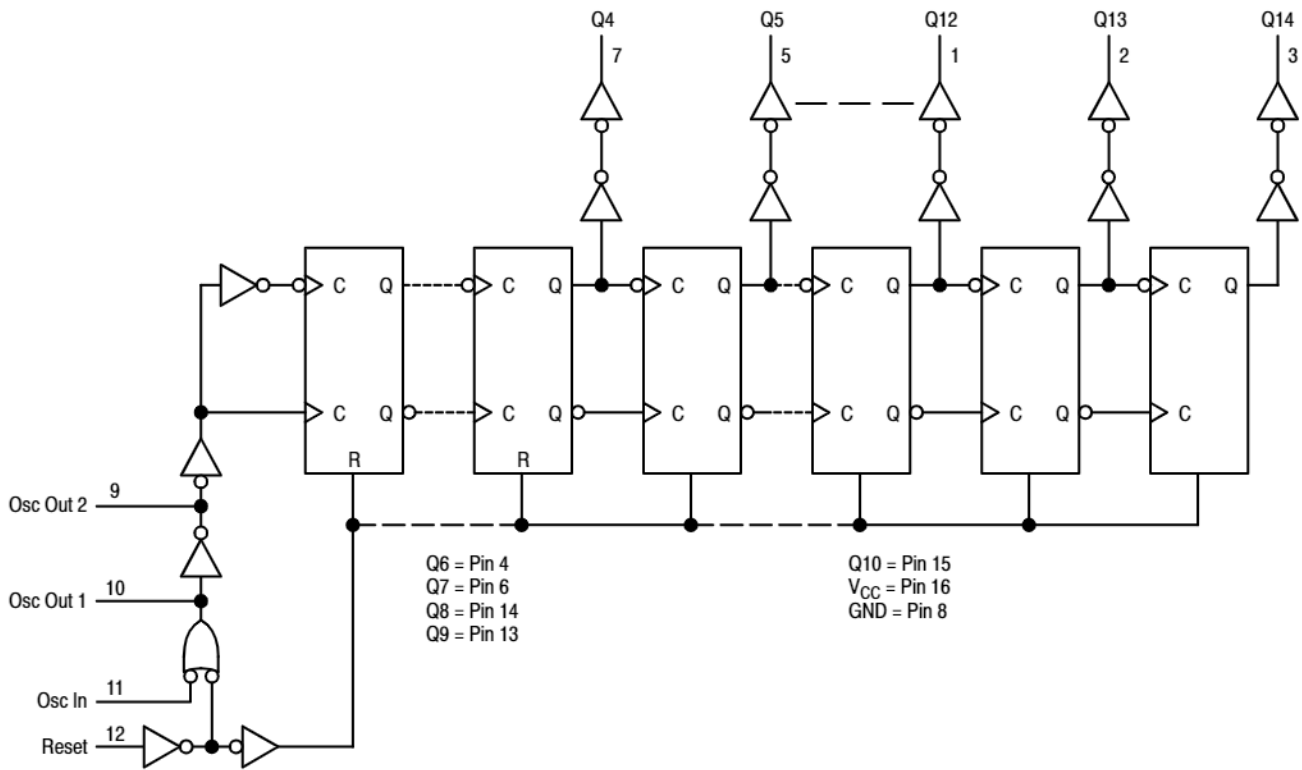 Q4 Q5 Q12 Q13 Q14
7 5 1 2 3
C Q C Q C Q C Q C Q C Q
C Q C Q C Q C Q C Q C
R R
Osc Out 2 9
Osc Out 1 10
Osc In 11
Reset 12
Q6 = Pin 4
Q7 = Pin 6
Q8 = Pin 14
Q9 = Pin 13
Q10 = Pin 15
VCC = Pin 16
GND = Pin 8